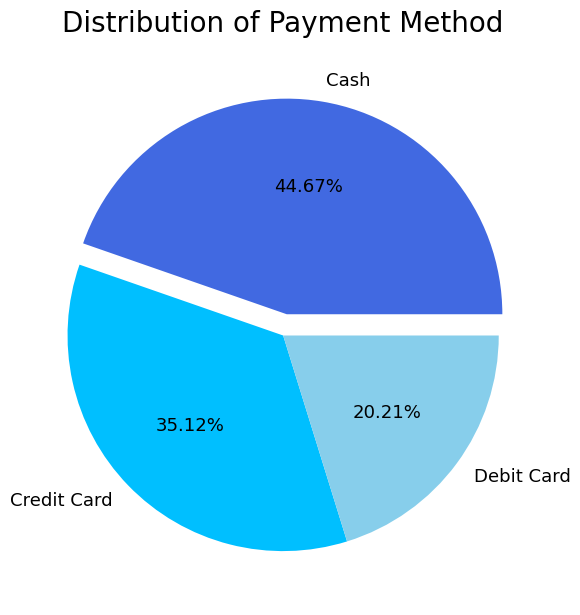 Distribution of Payment Method
Cash
44.67%
35.12%
20.21%
Credit Card
Debit Card